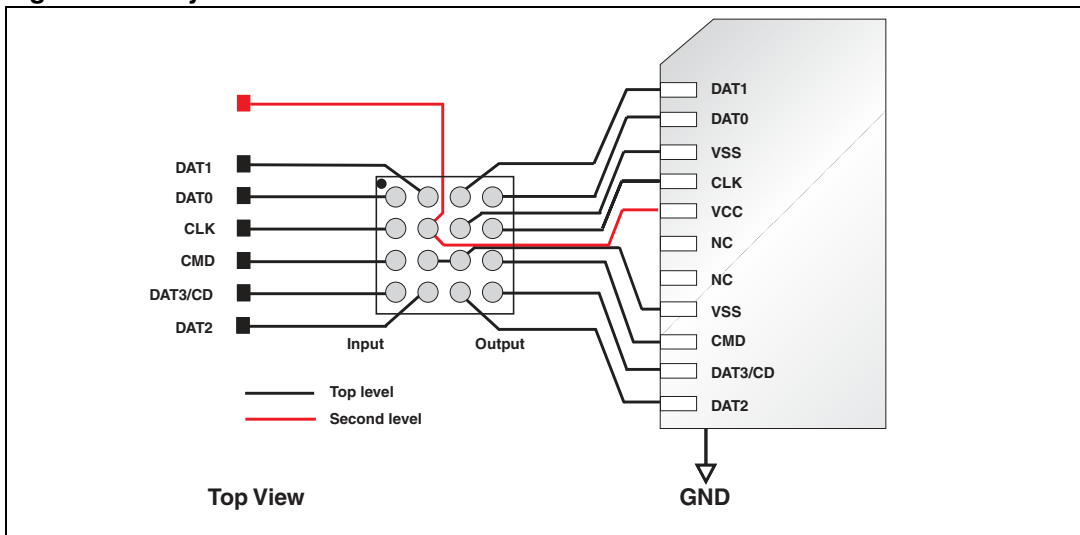 DAT1
DAT0
CLK
CMD
DAT3/CD
DAT2
Input
Output
DAT1
DAT0
VSS
CLK
VCC
NC
NC
VSS
CMD
DAT3/CD
DAT2
Top level
Second level
Top View
GND